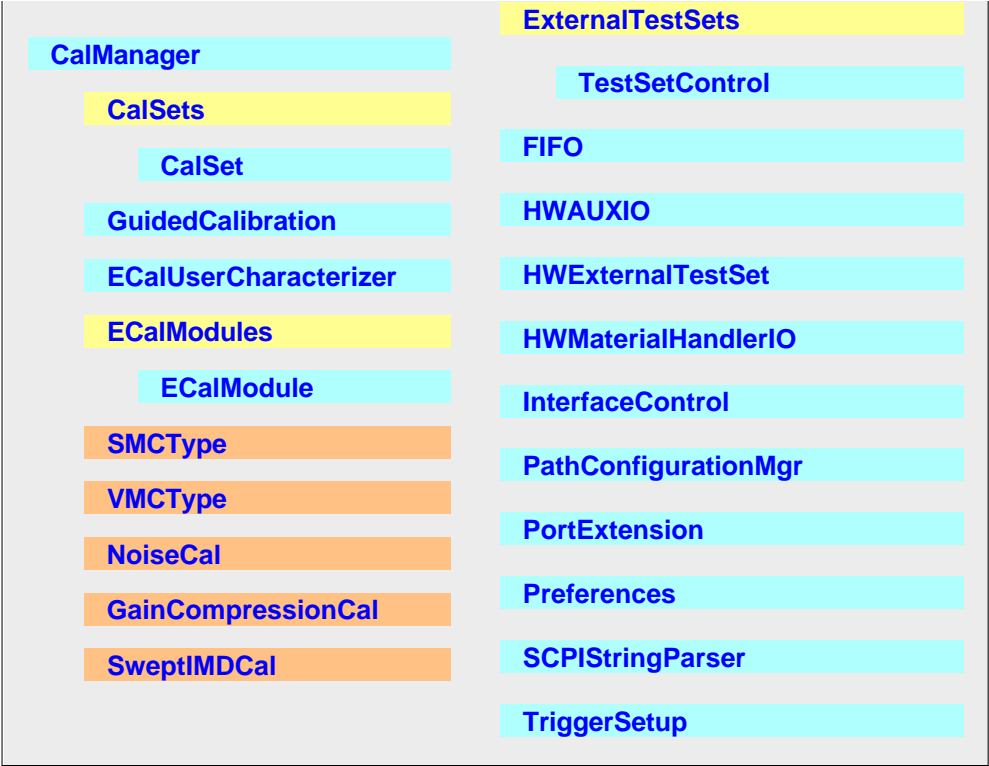 CalManager
CalSets
CalSet
GuidedCalibration
ECalUserCharacterizer
ECalModules
ECalModule
SMCType
VMCType
NoiseCal
GainCompressionCal
SweptIMDCal
ExternalTestSets
TestSetControl
FIFO
HWAUXIO
HWExternalTestSet
HWMaterialHandlerIO
InterfaceControl
PathConfigurationMgr
PortExtension
Preferences
SCPIStringParser
TriggerSetup